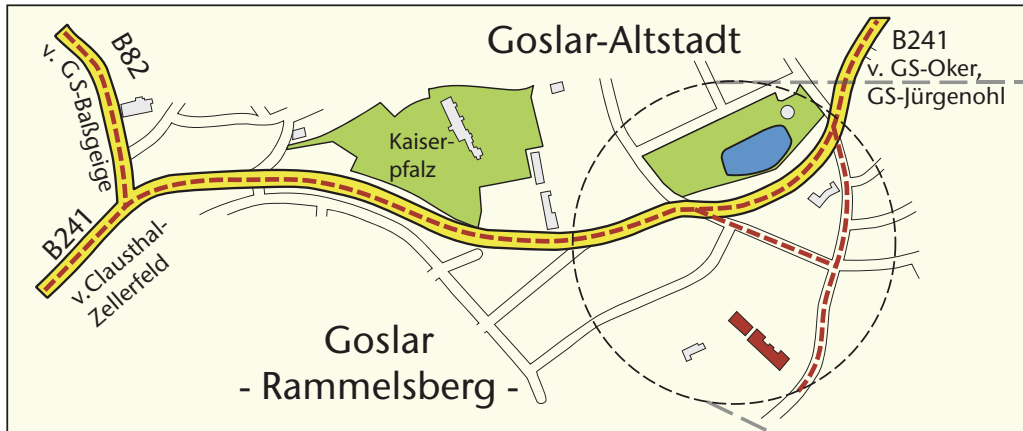 B82
v. GS-Baßgeige
B241
v.Clausthal-
Zellerfeld
Goslar-Altstadt
Kaiser-
pfalz
B241
v. GS-Oker,
GS-Jürgenohl
Goslar
- Rammelsberg -